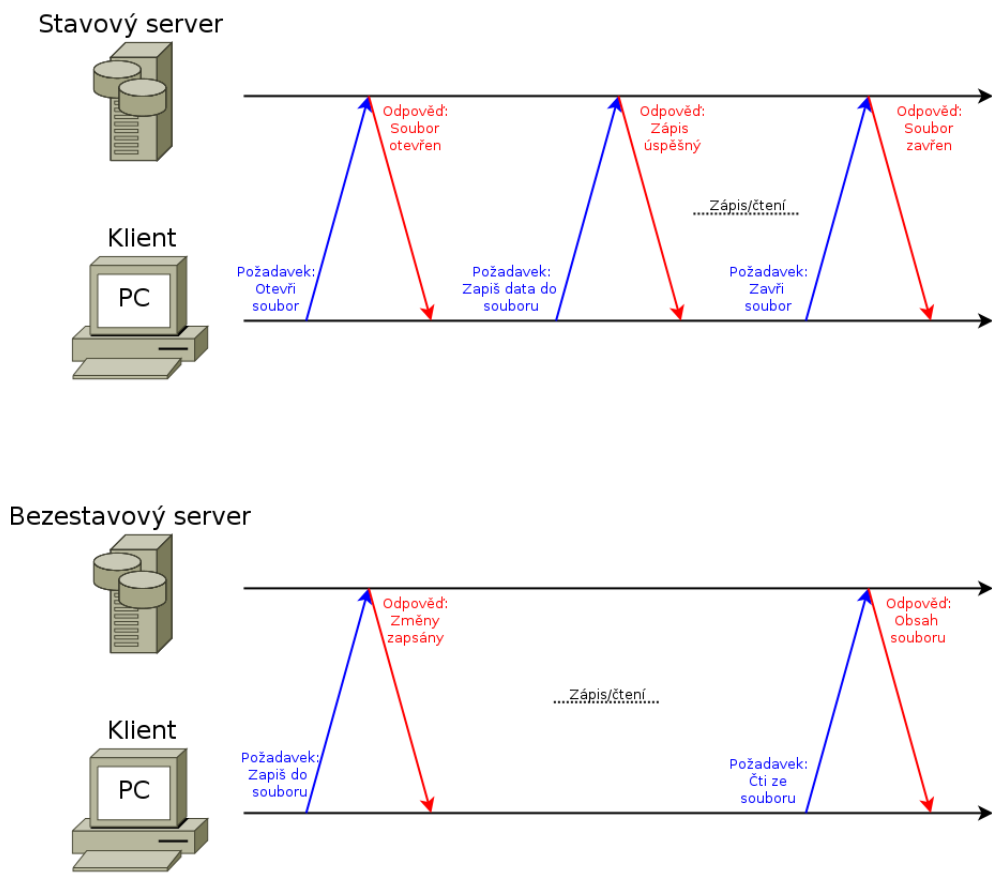 Stavový server
Odpověď:
Soubor
otevřen
Odpověď:
Zápis
úspěšný
Odpověď:
Soubor
zavřen
Zápis/čtení
Klient
PC
Požadavek:
Otevři
soubor
Požadavek:
Zapiš data do
souboru
Požadavek:
Zavři
soubor
Bezestavový server
Odpověď:
Změny
zapsány
Odpověď:
Obsah
souboru
Zápis/čtení
Klient
PC
Požadavek:
Zapiš do
souboru
Požadavek:
Čti ze
souboru